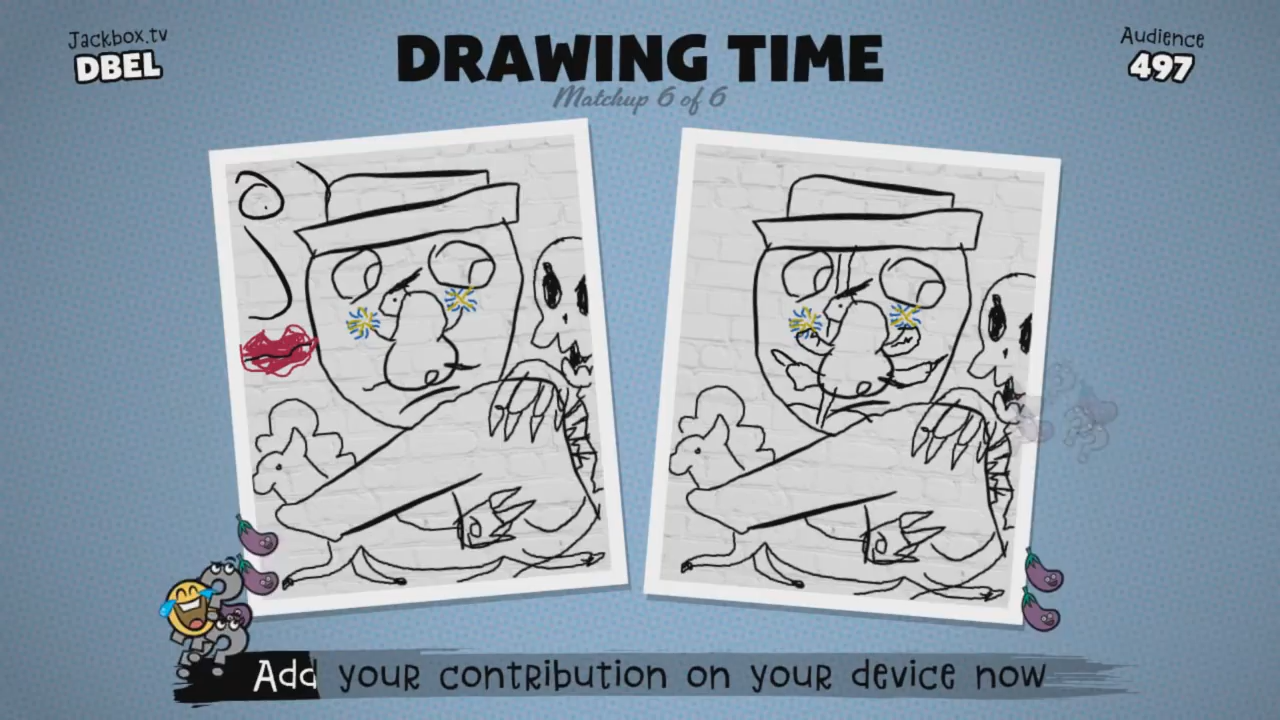 Jackbox.tv
DBEL
DRAWING TIME
Matchup 6 of 6
Audience
497
Add your contribution on your device now